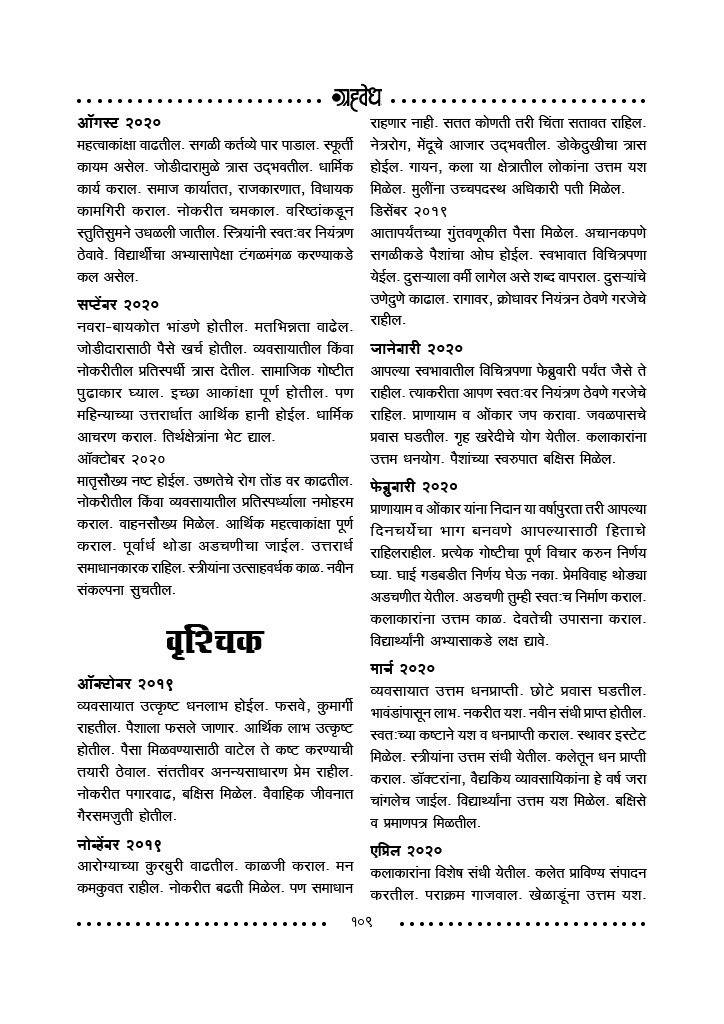 ग्रहवेध
ऑगस्ट २०२०
महत्वाकांक्षा वाढतील. सगळी कर्तव्ये पार पाडाल. स्फूर्ती
कायम असेल. जोडीदारामुळे त्रास उद्‌भवतील. धार्मिक
कार्य कराल. समाज कार्यातत, राजकारणात, विधायक
कामगिरी कराल. नोकरीत चमकाल. वरिष्ठांकडून
स्तुतिसुमने उधळली जातील. स्त्रियांनी स्वत:वर नियंत्रण
ठेवावे. विद्यार्थीचा अभ्यासापेक्षा टंगळमंगळ करण्याकडे
कल असेल.
सप्टेंबर २०२०
नवरा-बायकोत भांडणे होतील. मतभिन्नता वाढेल.
जोडीदारासाठी पैसे खर्च होतील. व्यवसायातील किंवा
नोकरीतील प्रतिस्पर्धी त्रास देतील. सामाजिक गोष्टीत
पुढाकार घ्याल. इच्छा आकांक्षा पूर्ण होतील. पण
महिन्याच्या उत्तरार्धात आर्थिक हानी होईल. धार्मिक
आचरण कराल. तिर्थक्षेत्रांना भेट द्याल.
ऑक्टोबर २०२०
मातृसौख्य नष्ट होईल. उष्णतेचे रोग तोंड वर काढतील.
नोकरीतील किंवा व्यवसायातील प्रतिस्पर्ध्याला नमोहरम
कराल. वाहनसौख्य मिळेल. आर्थिक महत्वाकांक्षा पूर्ण
कराल. पूर्वार्ध थोडा अडचणीचा जाईल. उत्तरार्ध
समाधानकारक राहिल. स्त्रीयांना उत्साहवर्धक काळ. नवीन
संकल्पना सुचतील.
वृश्चिक
ऑक्टोबर २०१९
व्यवसायात उत्कृष्ट धनलाभ होईल. फसवे, कुमार्गी
राहतील. पैशाला फसले जाणार. आर्थिक लाभ उत्कृष्ट
होतील. पैसा मिळवण्यासाठी वाटेल ते कष्ट करण्याची
तयारी ठेवाल. संततीवर अनन्यसाधारण प्रेम राहील.
नोकरीत पगारवाढ, बक्षिस मिळेल. वैवाहिक जीवनात
गैरसमजुती होतील.
नोव्हेंबर २०१९
आरोग्याच्या कुरबुरी वाढतील. काळजी कराल. मन
कमकुवत राहील. नोकरीत बढती मिळेल. पण समाधान
राहणार नाही. सतत कोणती तरी चिंता सतावत राहिल.
नेत्ररोग, मेंदूचे आजार उद्‌भवतील. डोकेदुखीचा त्रास
होईल. गायन, कला या क्षेत्रातील लोकांना उत्तम यश
मिळेल. मुलींना उच्चपदस्थ अधिकारी पती मिळेल.
डिसेंबर २०१९
आतापर्यंतच्या गुंतवणूकीत पैसा मिळेल. अचानकपणे
सगळीकडे पैशांचा ओघ होईल. स्वभावात विचित्रपणा
येईल. दुसऱ्याला वर्मी लागेल असे शब्द वापराल. दुसऱ्यांचे
उणेदुणे काढाल. रागावर, क्रोधावर नियंत्रन ठेवणे गरजेचे
राहील.
जानेवारी २०२०
आपल्या स्वभावातील विचित्रपणा फेब्रुवारी पर्यंत जैसे ते
राहील. त्याकरीता आपण स्वत:वर नियंत्रण ठेवणे गरजेचे
राहिल. प्राणायाम व ओंकार जप करावा. जवळपासचे
प्रवास घडतील. गृह खरेदीचे योग येतील. कलाकारांना
उत्तम धनयोग. पैशांच्या स्वरुपात बक्षिस मिळेल.
फेब्रुवारी २०२०
प्राणायाम व ओंकार यांना निदान या वर्षापुरता तरी आपल्या
दिनचर्येचा भाग बनवणे आपल्यासाठी हिताचे
राहिलराहील. प्रत्येक गोष्टीचा पूर्ण विचार करुन निर्णय
घ्या. घाई गडबडीत निर्णय घेऊ नका. प्रेमविवाह थोड्या
अडचणीत येतील. अडचणी तुम्ही स्वत:च निर्माण कराल.
कलाकारांना उत्तम काळ. देवतेची उपासना कराल.
विद्यार्थ्यांनी अभ्यासाकडे लक्ष द्यावे.
मार्च २०२०
व्यवसायात उत्तम धनप्राप्ती. छोटे प्रवास घडतील.
भावंडांपासून लाभ. नकरीत यश. नवीन संधी प्राप्त होतील.
स्वत:च्या कष्टाने यश व धनप्राप्ती कराल. स्थावर इस्टेट
मिळेल. स्त्रीयांना उत्तम संधी येतील. कलेतून धन प्राप्ती
कराल. डॉक्टरांना, वैद्यकिय व्यावसायिकांना हे वर्ष जरा
चांगलेच जाईल. विद्यार्थ्यांना उत्तम यश मिळेल. बक्षिसे
व प्रमाणपत्र मिळतील.
एप्रिल २०२०
कलाकारांना विशेष संधी येतील. कलेत प्राविण्य संपादन
करतील. पराक्रम गाजवाल. खेळाडूंना उत्तम यश.
१०९